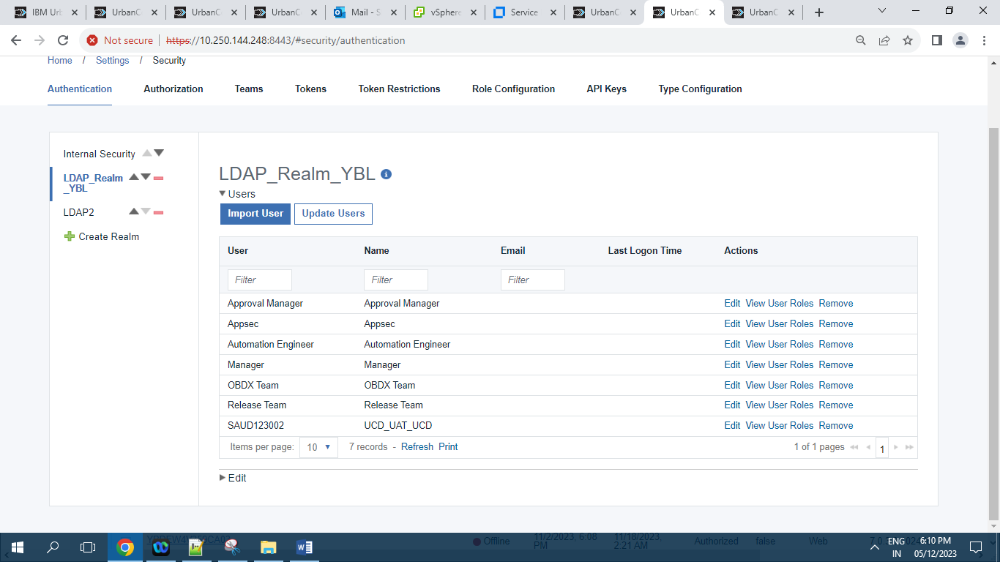 IBM Urb
UrbanC
UrbanC
UrbanC
Mail - S
vSphere
Service
UrbanC
UrbanC
UrbanC
Not secure
https://10.250.144.248:8443/#security/authentication
Home / Settings / Security
Authentication Authorization Teams Tokens Token Restrictions Role Configuration API Keys Type Configuration
Internal Security
LDAP_Realm
_YBL
LDAP2
Create Realm
LDAP_Realm_YBL
Users
Import User Update Users
User Name Email Last Logon Time Actions
Filter Filter Filter
Approval Manager Approval Manager Edit View User Roles Remove
Appsec Appsec Edit View User Roles Remove
Automation Engineer Automation Engineer Edit View User Roles Remove
Manager Manager Edit View User Roles Remove
OBDX Team OBDX Team Edit View User Roles Remove
Release Team Release Team Edit View User Roles Remove
SAUD123002 UCD_UAT_UCD Edit View User Roles Remove
Items per page: 10 7 records - Refresh Print 1 of 1 pages 1
Edit
Offline 11/2/2023, 6:08 PM 11/18/2023, 2:21 AM Authorized false Web
ENG
IN
6:10 PM
05/12/2023